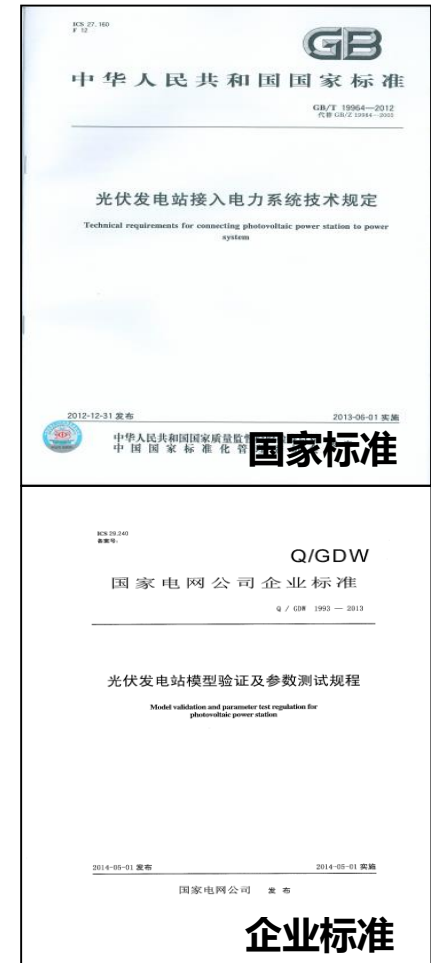 ICS 27.160
F 12
GB
中华人民共和国国家标准
GB/T 19964—2012
代替 GB/Z 19964—2005
光伏发电站接入电力系统技术规定
Technical requirements for connecting photovoltaic power station to power
system
2012-12-31 发布
2013-06-01 实施
中华人民共和国国家质量监
中国国家标准化管
国家标准
ICS 29.240
备案号:
Q/GDW
国家电网公司企业标准
Q / GDW 1993 — 2013
光伏发电站模型验证及参数测试规程
Model validation and parameter test regulation for
photovoltaic power station
2014-05-01 发布
2014-05-01 实施
国家电网公司 发 布
企业标准